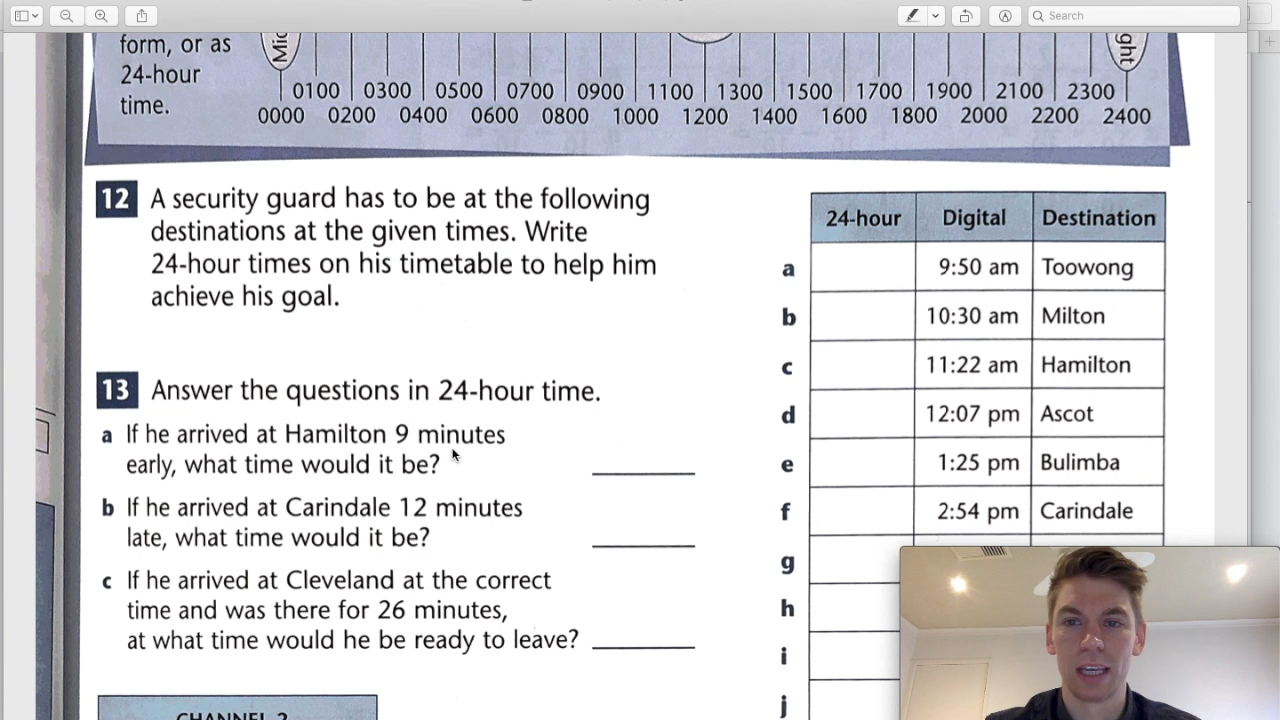 Search
form, or as
24-hour
time.
Mid
ght
0100 0300 0500 0700 0900 1100 1300 1500 1700 1900 2100 2300
0000 0200 0400 0600 0800 1000 1200 1400 1600 1800 2000 2200 2400
12 A security guard has to be at the following
destinations at the given times. Write
24-hour times on his timetable to help him
achieve his goal.
13 Answer the questions in 24-hour time.
a If he arrived at Hamilton 9 minutes
early, what time would it be?
b If he arrived at Carindale 12 minutes
late, what time would it be?
c If he arrived at Cleveland at the correct
time and was there for 26 minutes,
at what time would he be ready to leave?
CHANNEL 2
24-hour Digital Destination
a 9:50 am Toowong
b 10:30 am Milton
c 11:22 am Hamilton
d 12:07 pm Ascot
e 1:25 pm Bulimba
f 2:54 pm Carindale
g
h
i
j